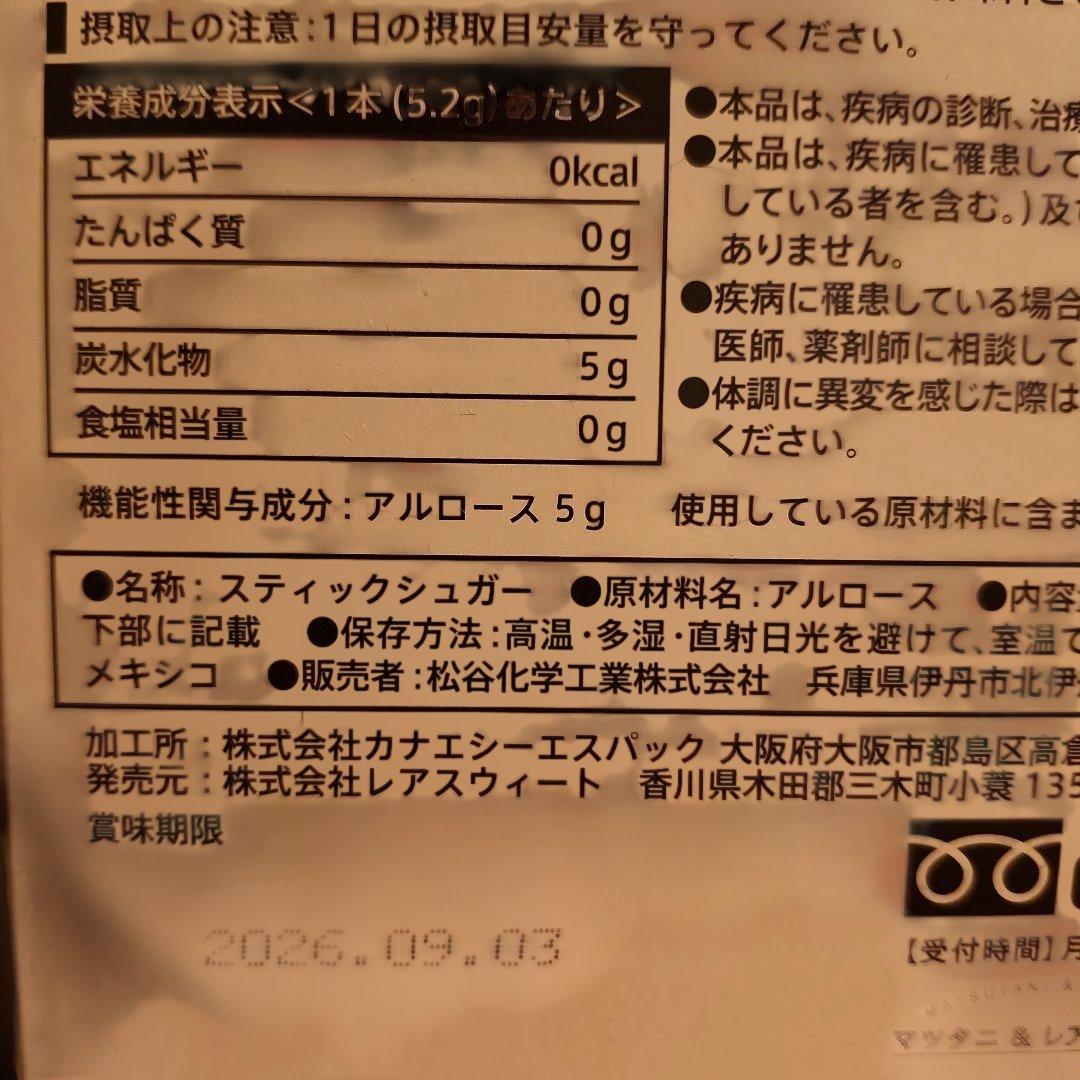 摂取上の注意:1日の摂取目安量を守ってください。
栄養成分表示<1本(5.2g)あたり>
エネルギー 0kcal
たんぱく質 0g
脂質 0g
炭水化物 5g
食塩相当量 0g
機能性関与成分:アルロース 5g
●本品は、疾病の診断、治療
●本品は、疾病に罹患して
している者を含む。)及
ありません。
●疾病に罹患している場合
医師、薬剤師に相談して
●体調に異変を感じた際は
ください。
使用している原材料に含ま
●名称:スティックシュガー ●原材料名:アルロース ●内容
下部に記載 ●保存方法:高温・多湿・直射日光を避けて、室温で
メキシコ ●販売者:松谷化学工業株式会社 兵庫県伊丹市北伊
加工所:株式会社カナエシーエスパック 大阪府大阪市都島区高倉
発売元:株式会社レアスウィート 香川県木田郡三木町小蓑 135
賞味期限
2026.09.03
【受付時間】月
MATSUTANI &
マツタニ & レア